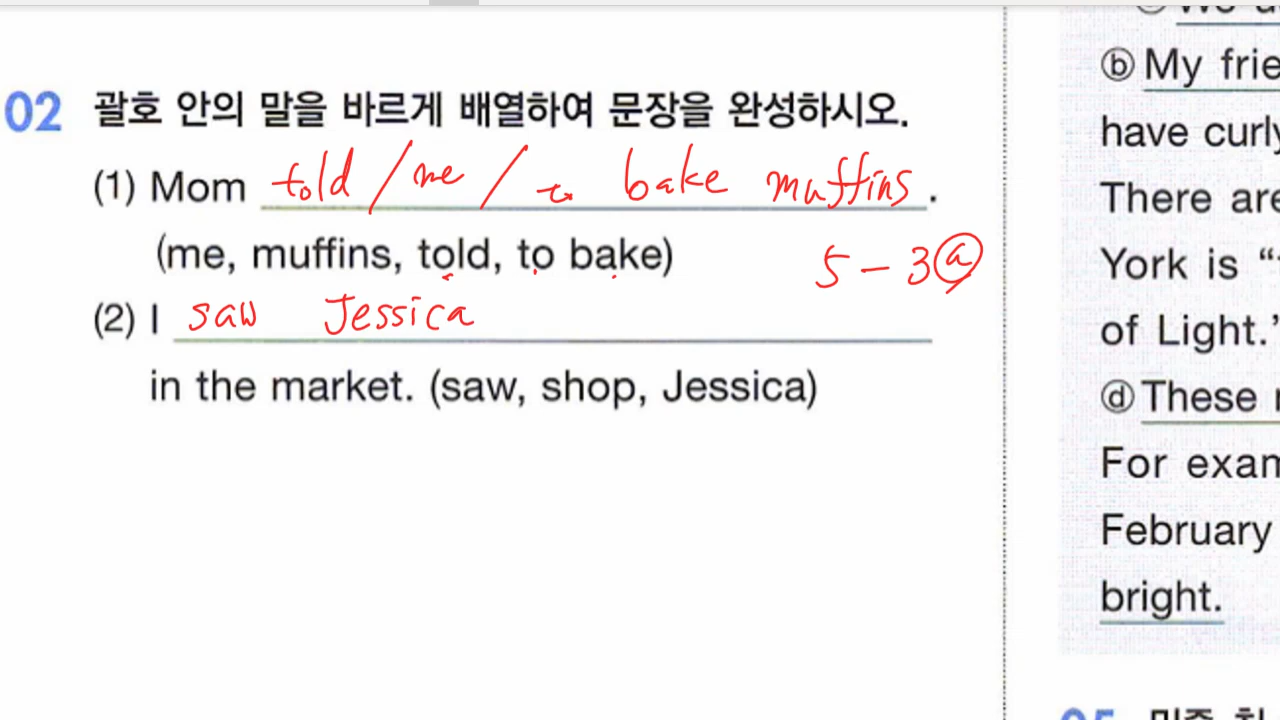 02 괄호 안의 말을 바르게 배열하여 문장을 완성하시오.
(1) Mom told / me / to bake muffins.
(me, muffins, told, to bake)
5-3ⓐ
(2) I saw Jessica
in the market. (saw, shop, Jessica)
ⓑ My
have
There are
York is "
of Light."
ⓓ These
For
February
bright.